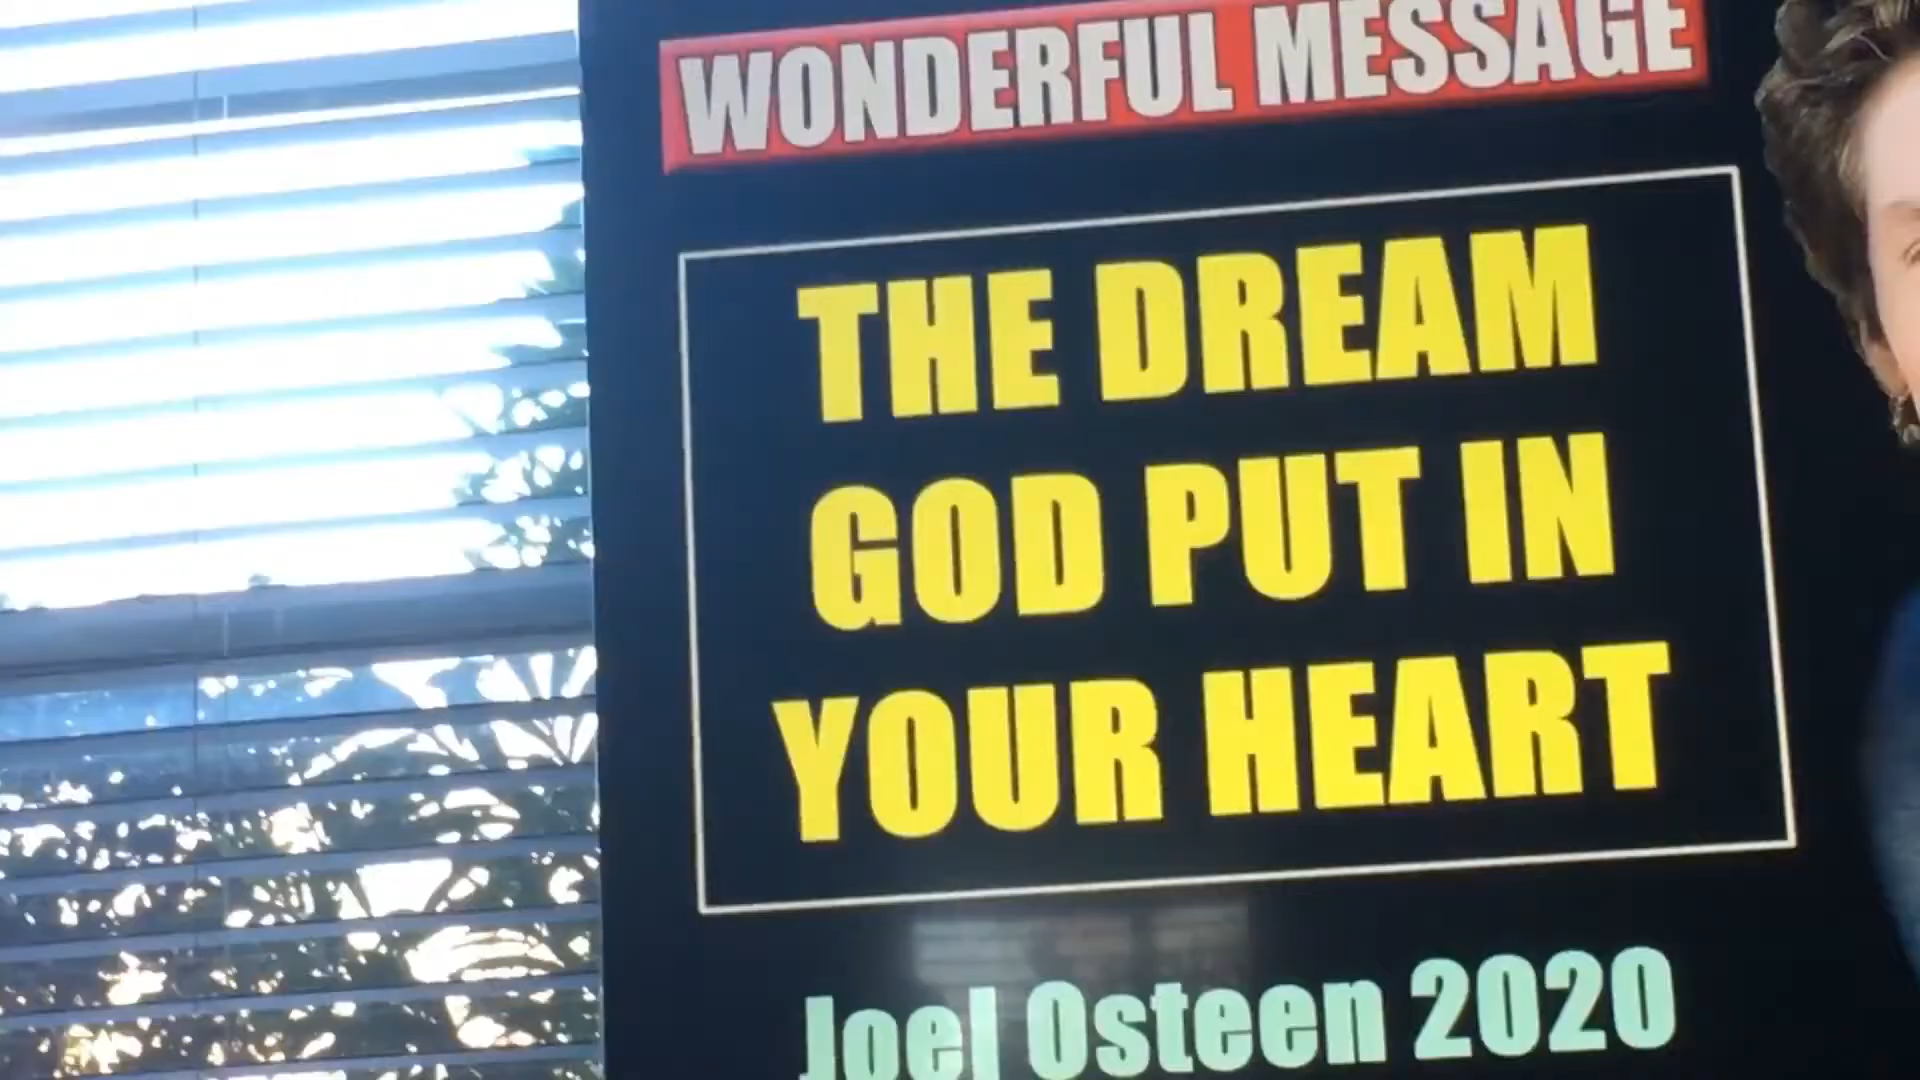 WONDERFUL MESSAGE
THE DREAM
GOD PUT IN
YOUR HEART
Joel Osteen 2020